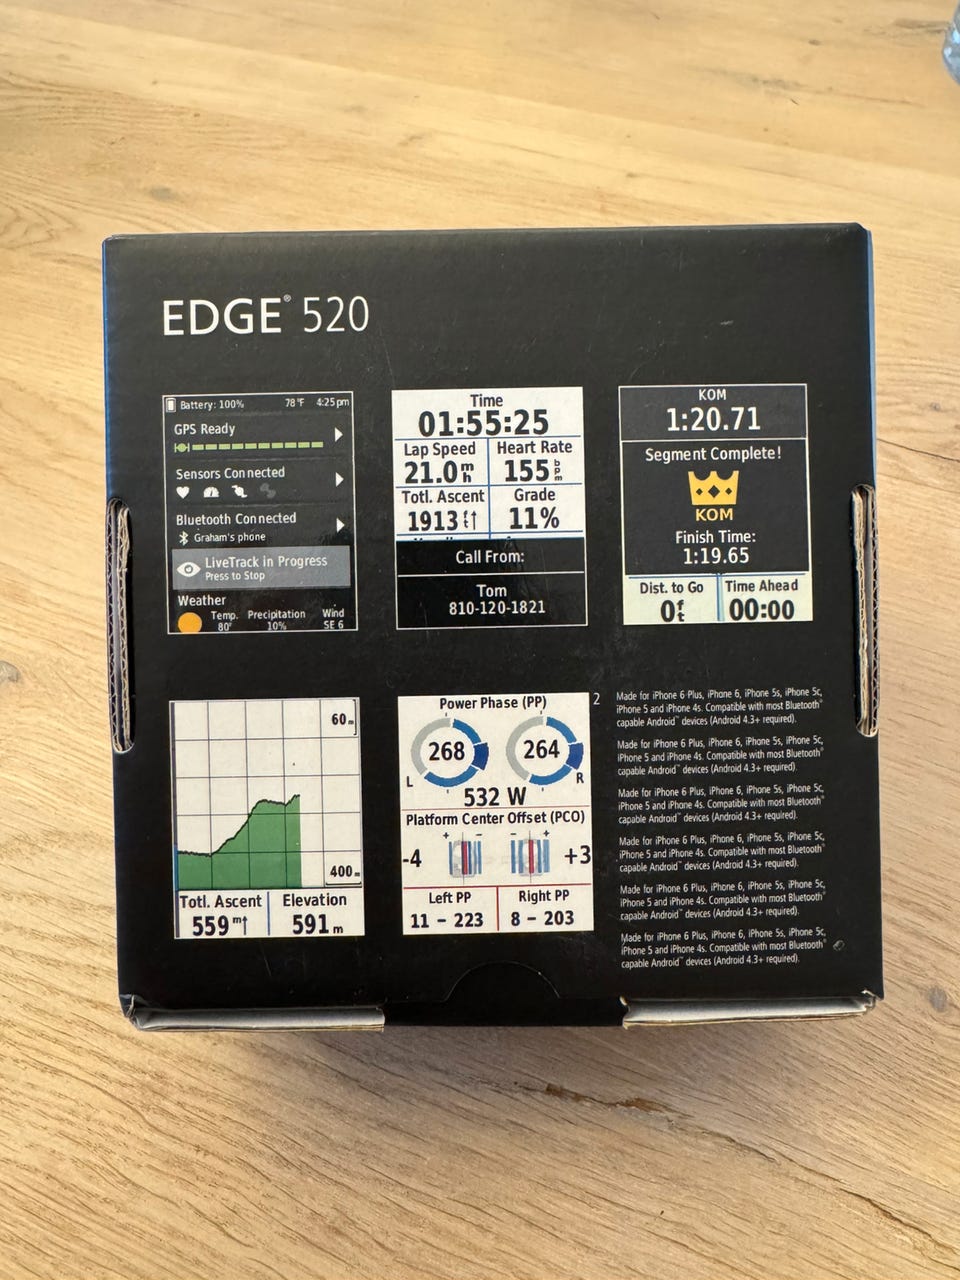 EDGE® 520
Battery: 100% 78°F 4:25pm
GPS Ready
Sensors Connected
Bluetooth Connected
Graham's phone
LiveTrack in Progress
Press to Stop
Weather
Temp. Precipitation Wind
80° 10% SE 6
Time
01:55:25
Lap Speed Heart Rate
21.0 mh 155 bpm
Totl. Ascent Grade
1913 ft↑ 11%
Call From:
Tom
810-120-1821
KOM
1:20.71
Segment Complete!
KOM
Finish Time:
1:19.65
Dist. to Go Time Ahead
0 ft 00:00
60m
400m
Totl. Ascent Elevation
559 m↑ 591 m
Power Phase (PP)
268 264
L R
532 W
Platform Center Offset (PCO)
+ - - +
-4 +3
Left PP Right PP
11 - 223 8 - 203
2
Made for iPhone 6 Plus, iPhone 6, iPhone 5s, iPhone 5c,
iPhone 5 and iPhone 4s. Compatible with most Bluetooth®
capable Android™ devices (Android 4.3+ required).
Made for iPhone 6 Plus, iPhone 6, iPhone 5s, iPhone 5c,
iPhone 5 and iPhone 4s. Compatible with most Bluetooth®
capable Android™ devices (Android 4.3+ required).
Made for iPhone 6 Plus, iPhone 6, iPhone 5s, iPhone 5c,
iPhone 5 and iPhone 4s. Compatible with most Bluetooth®
capable Android™ devices (Android 4.3+ required).
Made for iPhone 6 Plus, iPhone 6, iPhone 5s, iPhone 5c,
iPhone 5 and iPhone 4s. Compatible with most Bluetooth®
capable Android™ devices (Android 4.3+ required).
Made for iPhone 6 Plus, iPhone 6, iPhone 5s, iPhone 5c,
iPhone 5 and iPhone 4s. Compatible with most Bluetooth®
capable Android™ devices (Android 4.3+ required).
Made for iPhone 6 Plus, iPhone 6, iPhone 5s, iPhone 5c,
iPhone 5 and iPhone 4s. Compatible with most Bluetooth®
capable Android™ devices (Android 4.3+ required).